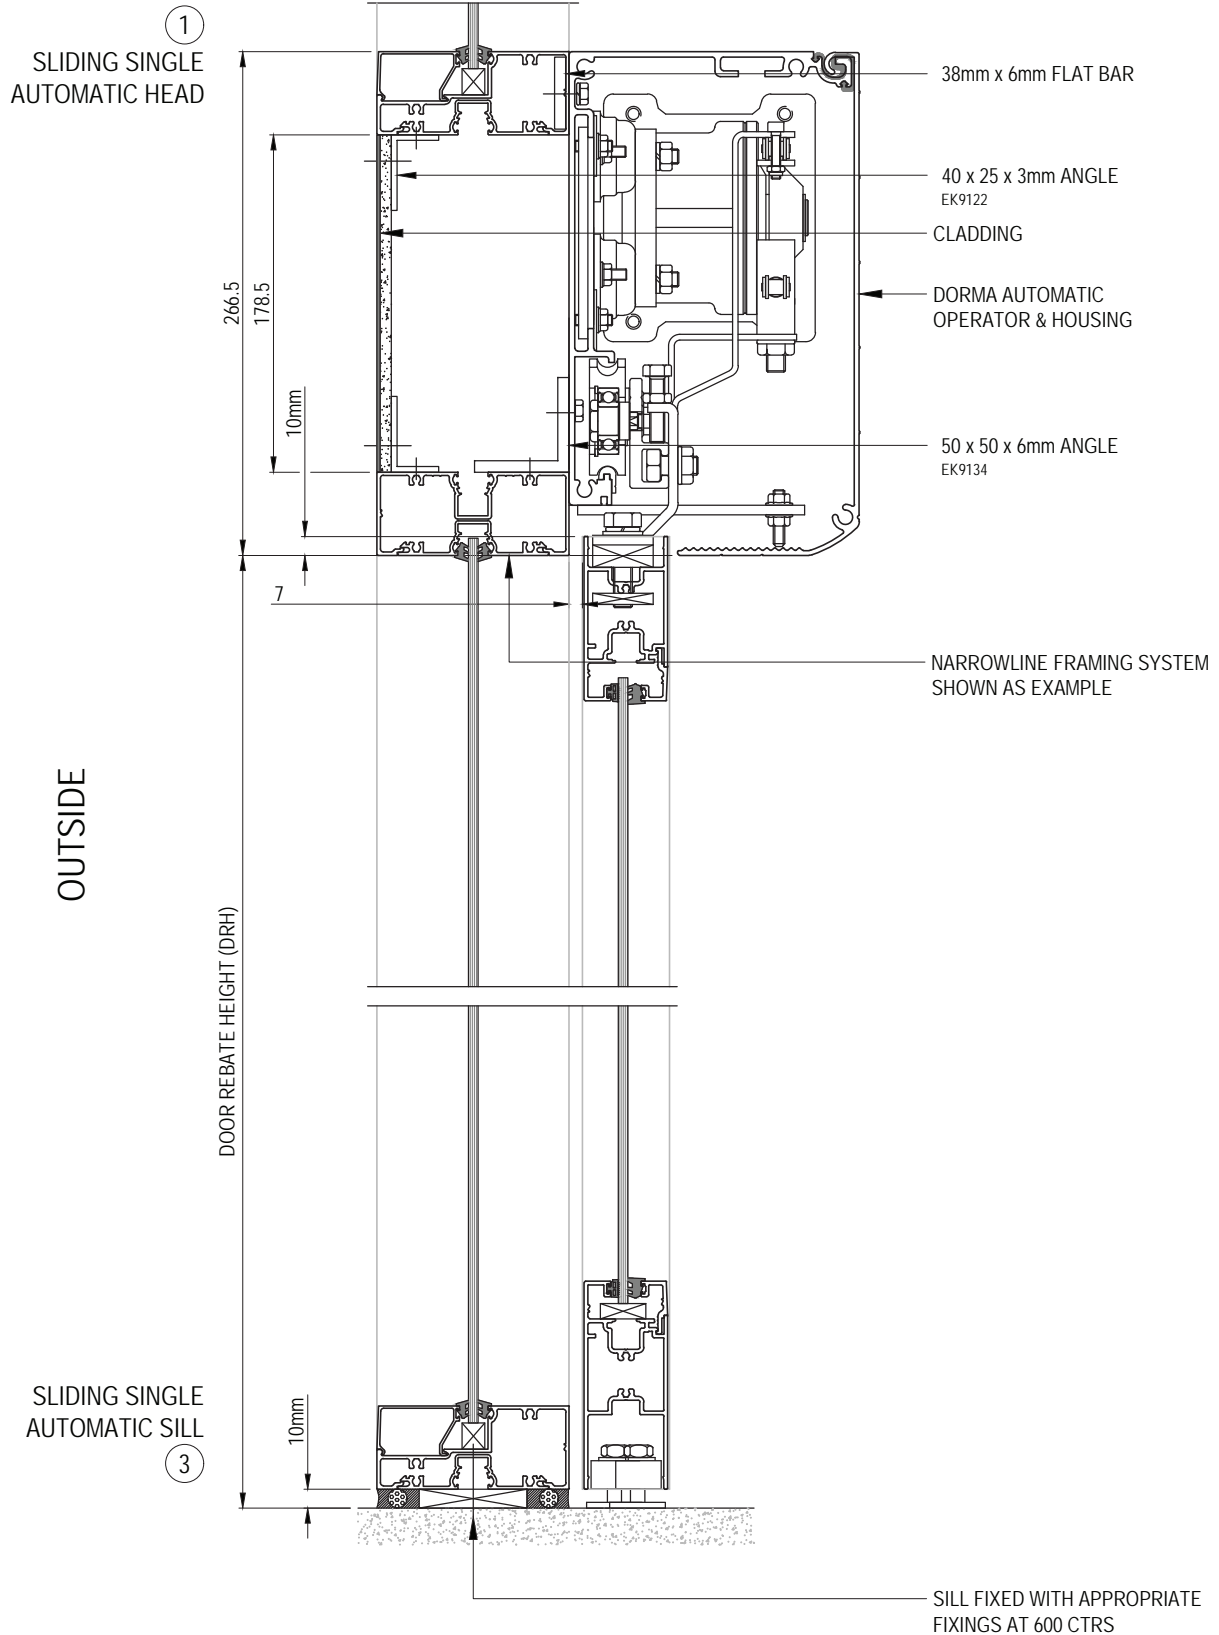 1
SLIDING SINGLE
AUTOMATIC HEAD
38mm x 6mm FLAT BAR
40 x 25 x 3mm ANGLE
EK9122
CLADDING
266.5
178.5
DORMA AUTOMATIC
OPERATOR & HOUSING
10mm
50 x 50 x 6mm ANGLE
EK9134
7
NARROWLINE FRAMING SYSTEM
SHOWN AS EXAMPLE
OUTSIDE
DOOR REBATE HEIGHT (DRH)
SLIDING SINGLE
AUTOMATIC SILL
3
10mm
SILL FIXED WITH APPROPRIATE
FIXINGS AT 600 CTRS